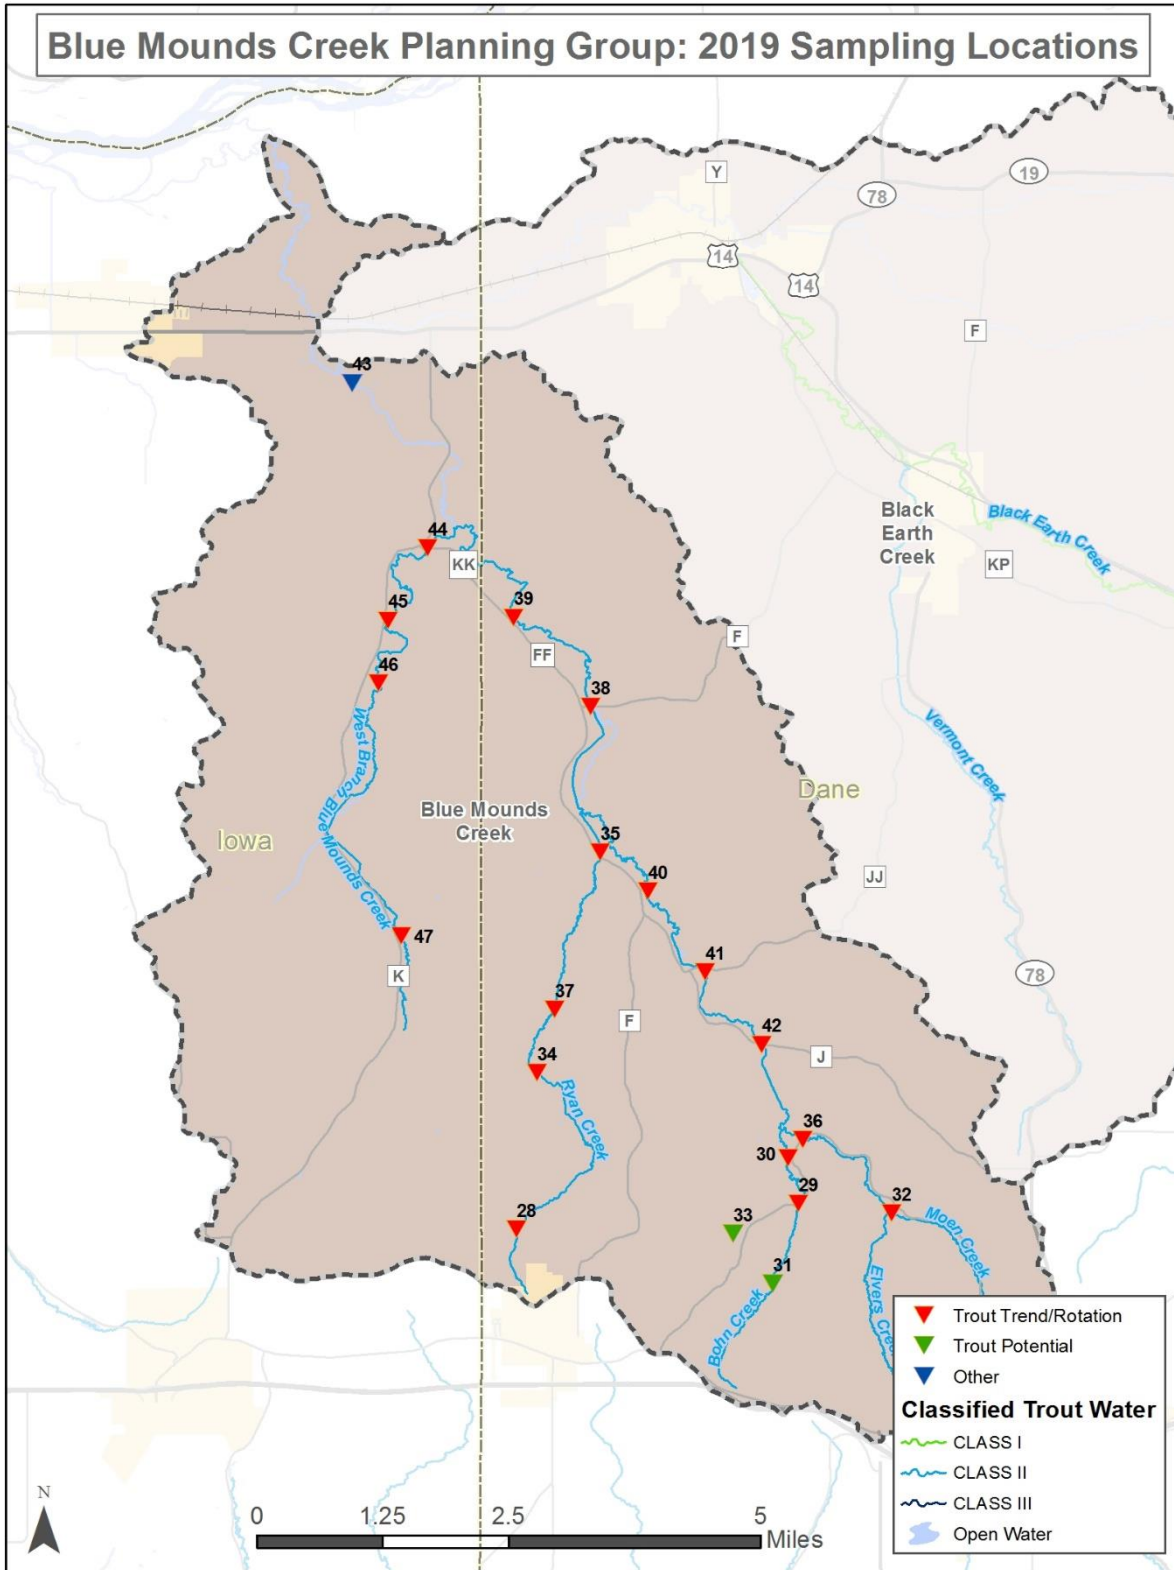 Blue Mounds Creek Planning Group: 2019 Sampling Locations
Y
19
78
14
14
F
43
Black
Earth
Creek
Black Earth Creek
44
KK
KP
45
39
F
FF
46
38
West Branch Blue Mounds Creek
Vermont Creek
Dane
Blue Mounds
Creek
Iowa
35
40
JJ
47
41
K
78
37
F
42
J
34
Ryan Creek
36
30
29
32
28
33
Moen Creek
31
Elvers Cree
Bohn Creek
Trout Trend/Rotation
Trout Potential
Other
Classified Trout Water
CLASS I
CLASS II
CLASS III
Open Water
N
0
1.25
2.5
5
Miles